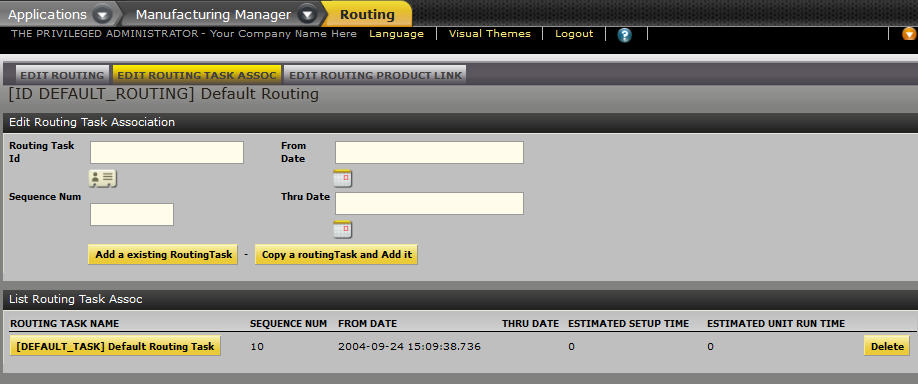 Applications Manufacturing Manager Routing
THE PRIVILEGED ADMINISTRATOR - Your Company Name Here Language Visual Themes Logout ?
EDIT ROUTING EDIT ROUTING TASK ASSOC EDIT ROUTING PRODUCT LINK
[ID DEFAULT_ROUTING] Default Routing
Edit Routing Task Association
Routing Task Id From Date
Sequence Num Thru Date
Add a existing RoutingTask - Copy a routingTask and Add it
List Routing Task Assoc
ROUTING TASK NAME SEQUENCE NUM FROM DATE THRU DATE ESTIMATED SETUP TIME ESTIMATED UNIT RUN TIME
[DEFAULT_TASK] Default Routing Task 10 2004-09-24 15:09:38.736 0 0 Delete